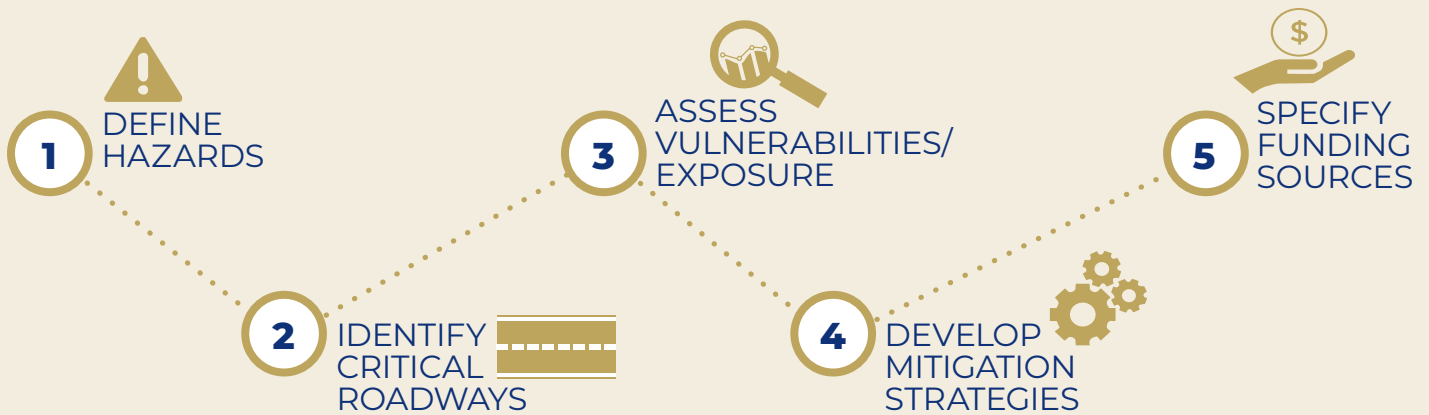 1
DEFINE
HAZARDS
2
IDENTIFY
CRITICAL
ROADWAYS
3
ASSESS
VULNERABILITIES/
EXPOSURE
4
DEVELOP
MITIGATION
STRATEGIES
$
5
SPECIFY
FUNDING
SOURCES